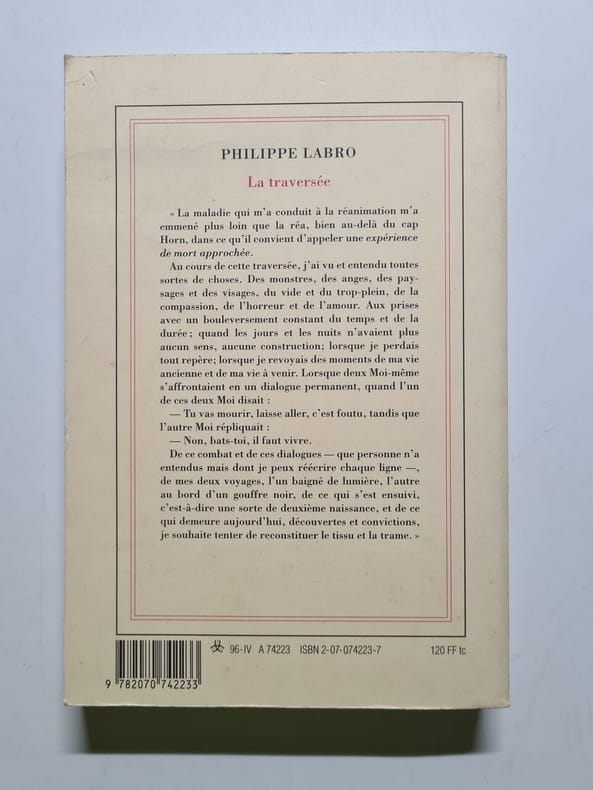 PHILIPPE LABRO
La traversée
« La maladie qui m'a conduit à la réanimation m'a
emmené plus loin que la réa, bien au-delà du cap
Horn, dans ce qu'il convient d'appeler une expérience
de mort approchée.
Au cours de cette traversée, j'ai vu et entendu toutes
sortes de choses. Des monstres, des anges, des pay-
sages et des visages, du vide et du trop-plein, de la
compassion, de l'horreur et de l'amour. Aux prises
avec un bouleversement constant du temps et de la
durée ; quand les jours et les nuits n'avaient plus
aucun sens, aucune construction ; lorsque je perdais
tout repère ; lorsque je revoyais des moments de ma vie
ancienne et de ma vie à venir. Lorsque deux Moi-même
s'affrontaient en un dialogue permanent, quand l'un
de ces deux Moi disait :
— Tu vas mourir, laisse aller, c'est foutu, tandis que
l'autre Moi répliquait :
— Non, bats-toi, il faut vivre.
De ce combat et de ces dialogues — que personne n'a
entendus mais dont je peux réécrire chaque ligne —,
de mes deux voyages, l'un baigné de lumière, l'autre
au bord d'un gouffre noir, de ce qui s'est ensuivi,
c'est-à-dire une sorte de deuxième naissance, et de ce
qui demeure aujourd'hui, découvertes et convictions,
je souhaite tenter de reconstituer le tissu et la trame. »
96-IV A 74223 ISBN 2-07-074223-7 120 FF tc
9 782070 742233